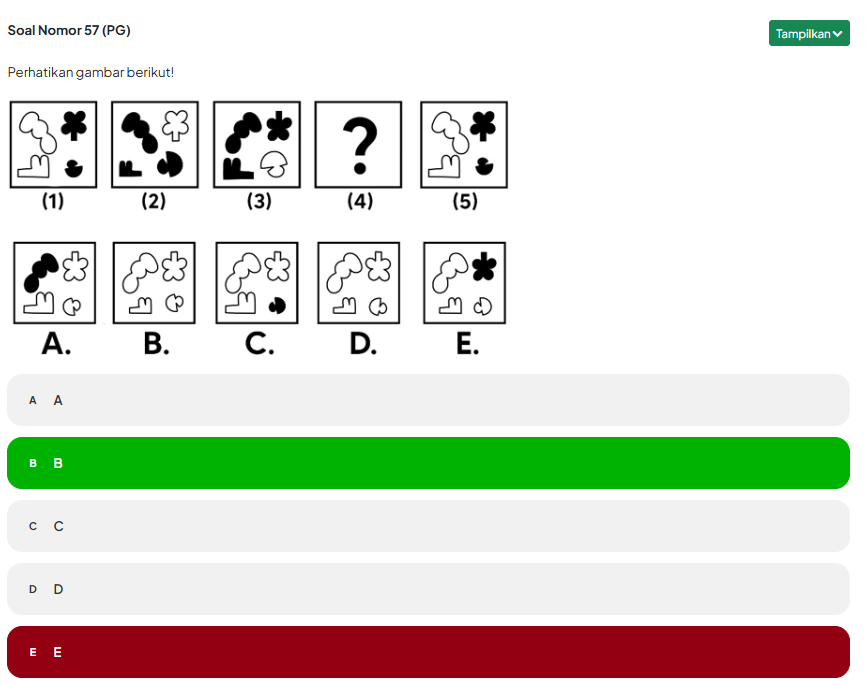 Soal Nomor 57 (PG)
Tampilkan
Perhatikan gambar berikut!
?
(1) (2) (3) (4) (5)
A. B. C. D. E.
A A
B B
C C
D D
E E